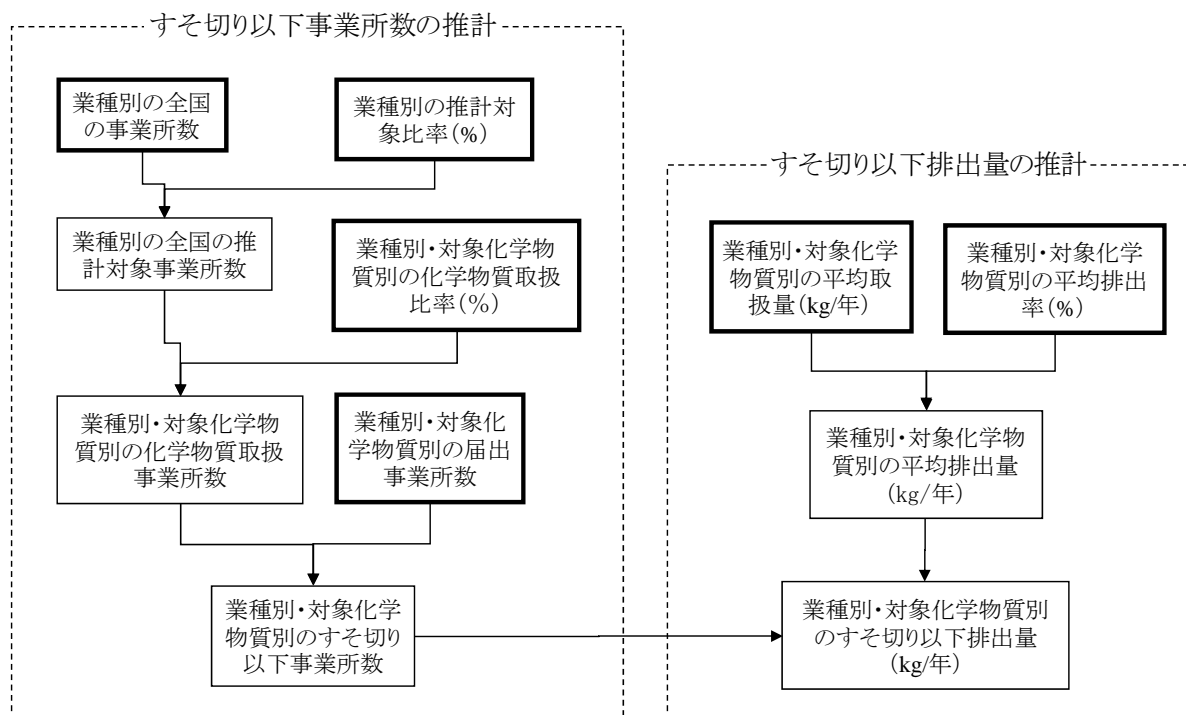 すそ切り以下事業所数の推計
業種別の全国
の事業所数
業種別の推計対
象比率(%)
業種別の全国の推
計対象事業所数
業種別・対象化学物
質別の化学物質取扱
比率(%)
業種別・対象化学物
質別の化学物質取扱
事業所数
業種別・対象化
学物質別の届出
事業所数
業種別・対象化学
物質別のすそ切り
以下事業所数
すそ切り以下排出量の推計
業種別・対象化学
物質別の平均取
扱量(kg/年)
業種別・対象化学
物質別の平均排出
率(%)
業種別・対象化学物
質別の平均排出量
(kg/年)
業種別・対象化学物質別
のすそ切り以下排出量
(kg/年)